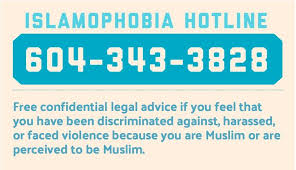 ISLAMOPHOBIA HOTLINE
604-343-3828
Free confidential legal advice if you feel that
you have been discriminated against, harassed,
or faced violence because you are Muslim or are
perceived to be Muslim.